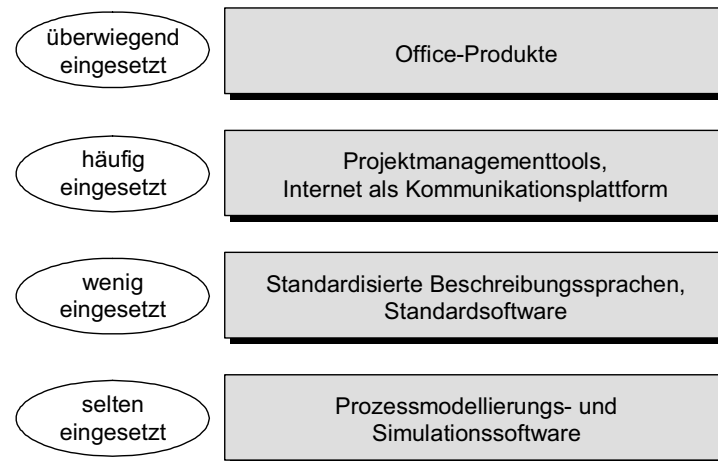 überwiegend
eingesetzt
Office-Produkte
häufig
eingesetzt
Projektmanagementtools,
Internet als Kommunikationsplattform
wenig
eingesetzt
Standardisierte Beschreibungssprachen,
Standardsoftware
selten
eingesetzt
Prozessmodellierungs- und
Simulationssoftware